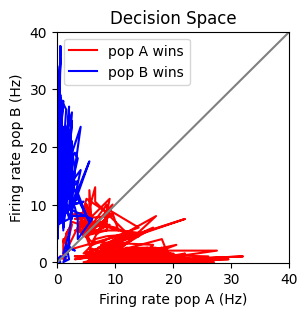 Decision Space
40
30
20
10
0
pop A wins
pop B wins
Firing rate pop B (Hz)
0 10 20 30 40
Firing rate pop A (Hz)